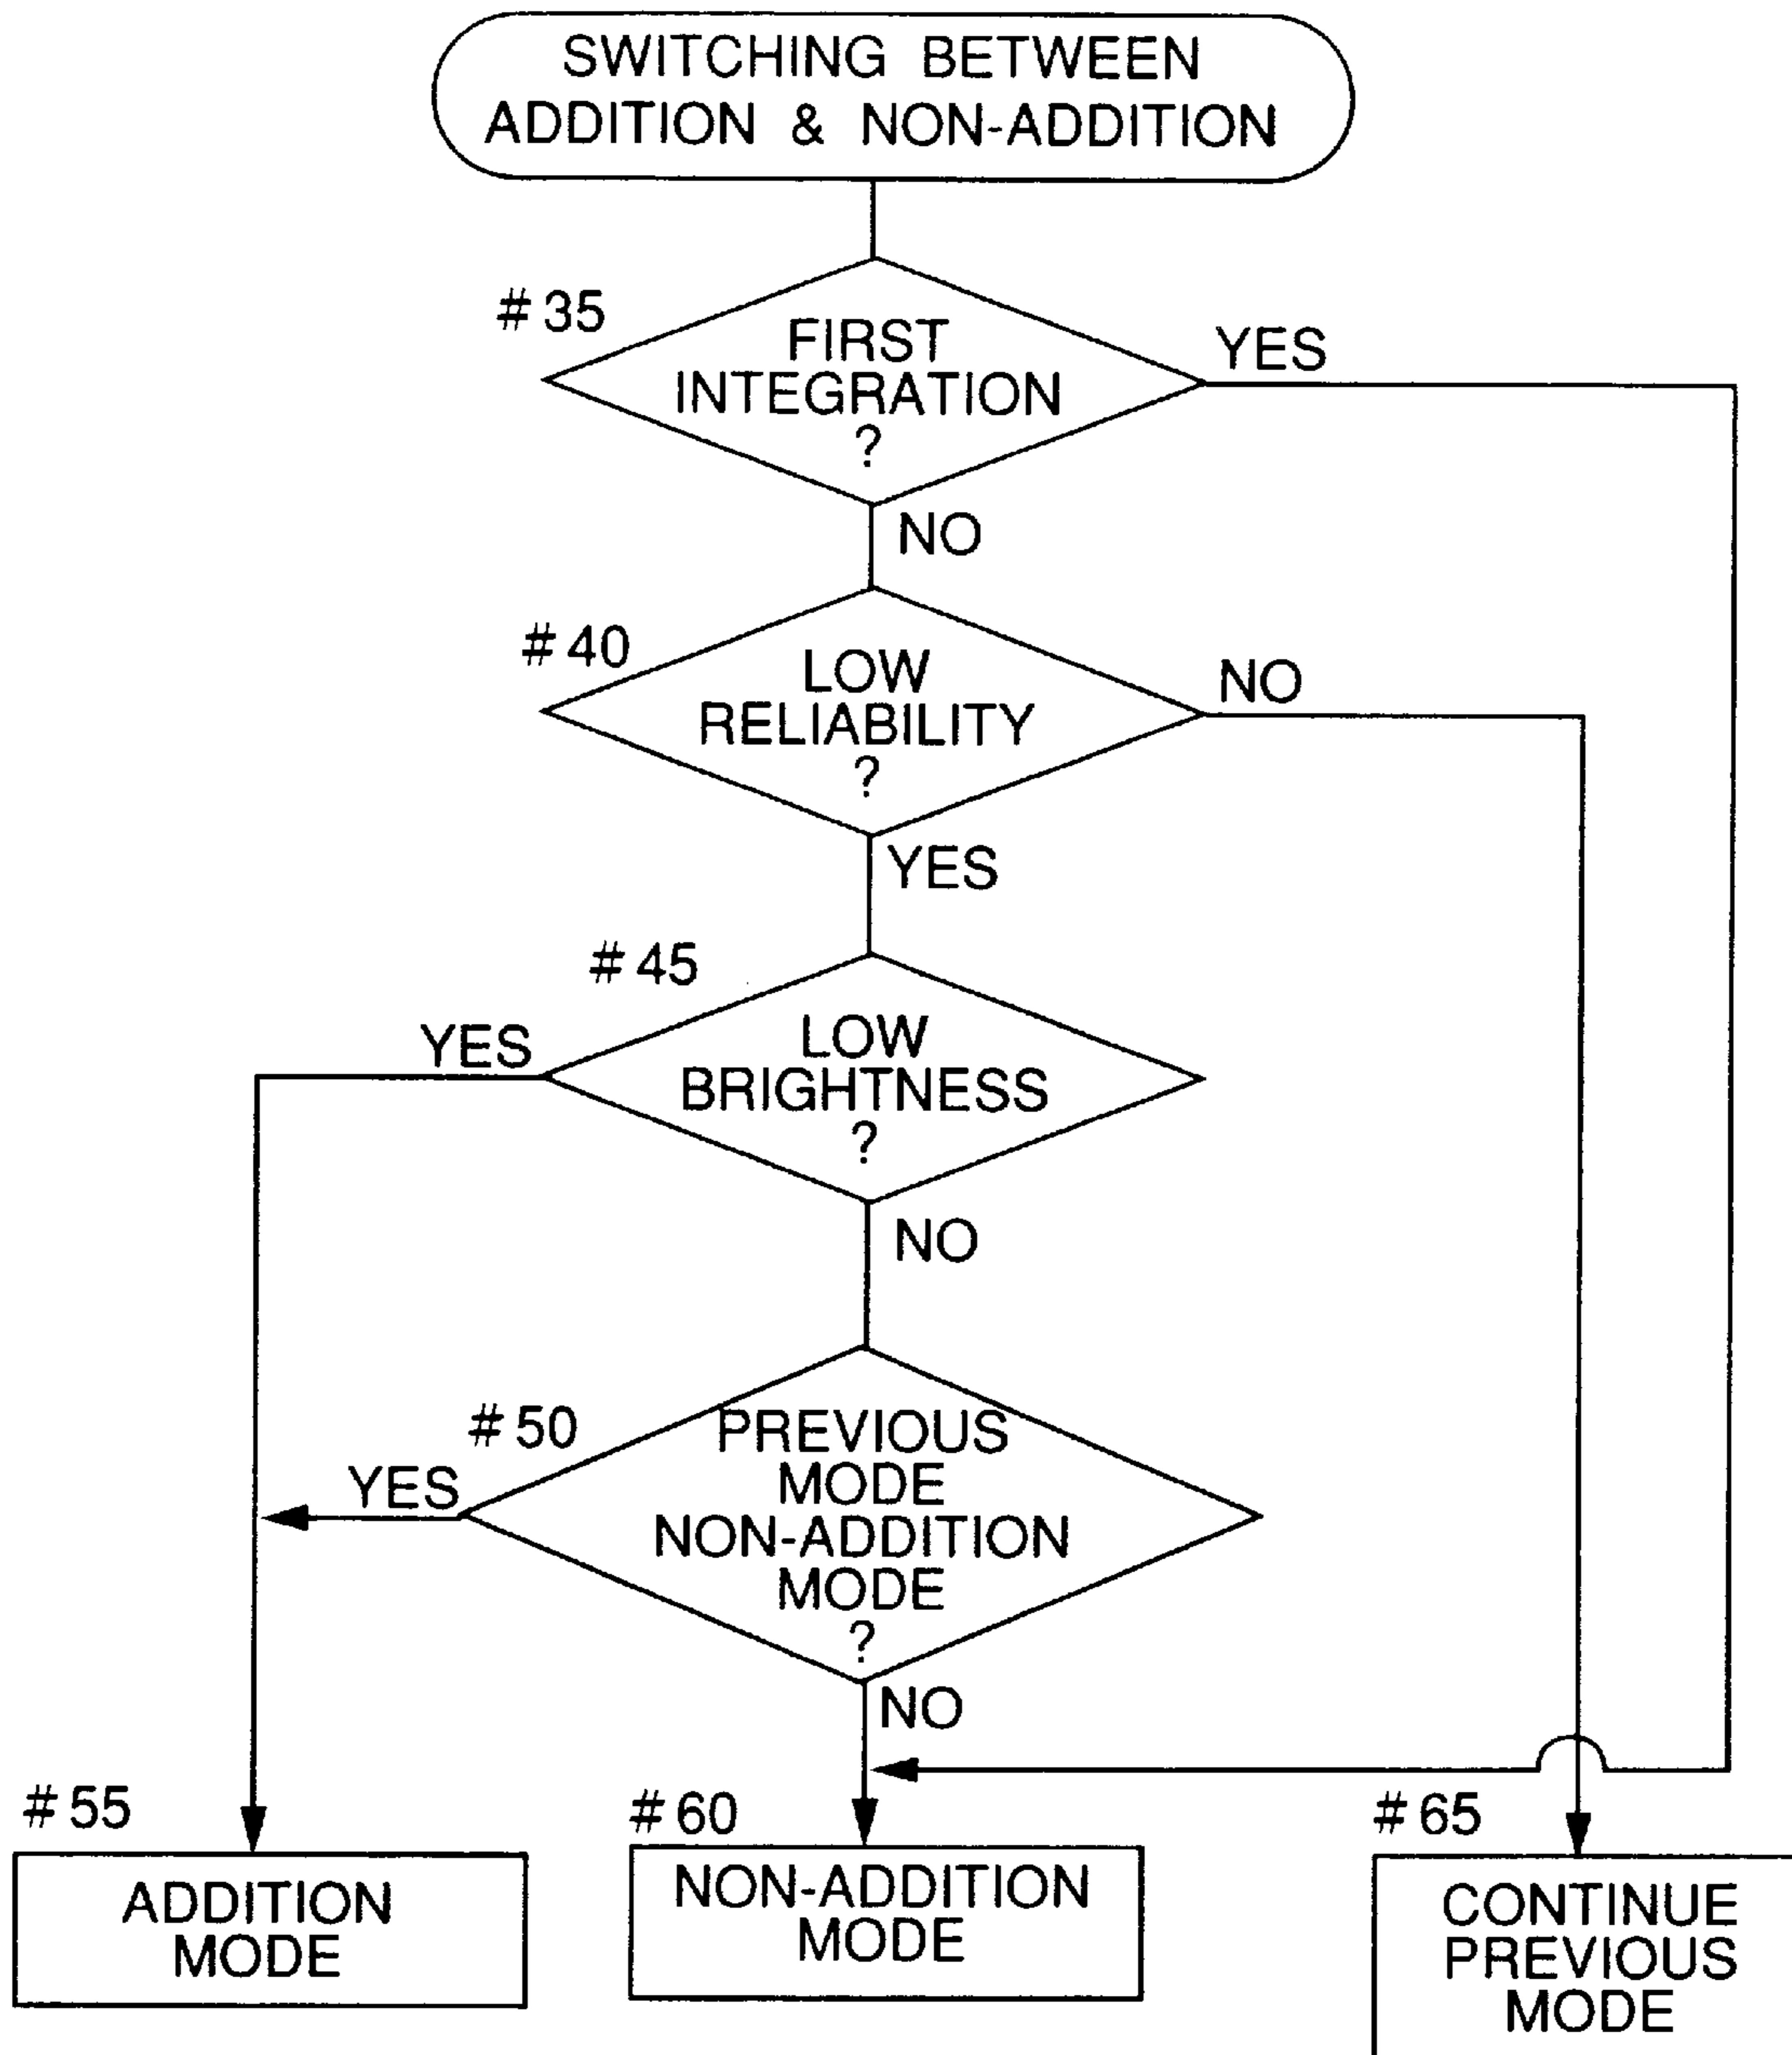 SWITCHING BETWEEN
ADDITION & NON-ADDITION
#35
FIRST
INTEGRATION
?
YES
NO
#40
LOW
RELIABILITY
?
NO
YES
#45
LOW
BRIGHTNESS
?
YES
NO
#50
PREVIOUS
MODE
NON-ADDITION
MODE
?
YES
NO
#55
ADDITION
MODE
#60
NON-ADDITION
MODE
#65
CONTINUE
PREVIOUS
MODE